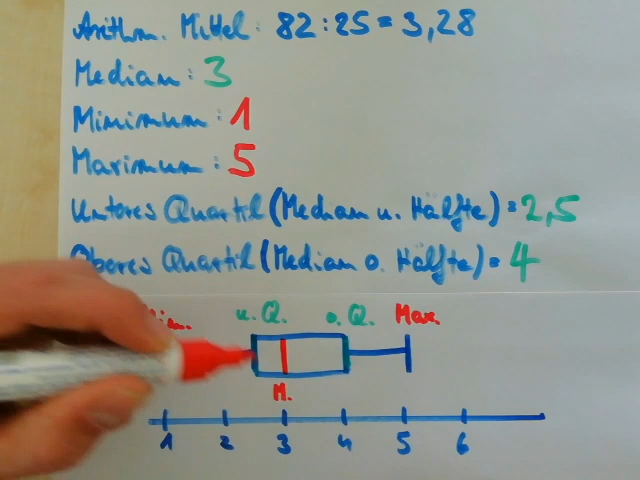 Arithm. Mittel: 82:25=3,28
Median: 3
Minimum: 1
Maximum: 5
Unteres Quartil (Median u. Hälfte)=2,5
Oberes Quartil (Median o. Hälfte)=4
Min. u.Q. o.Q. Max.
M.
1 2 3 4 5 6